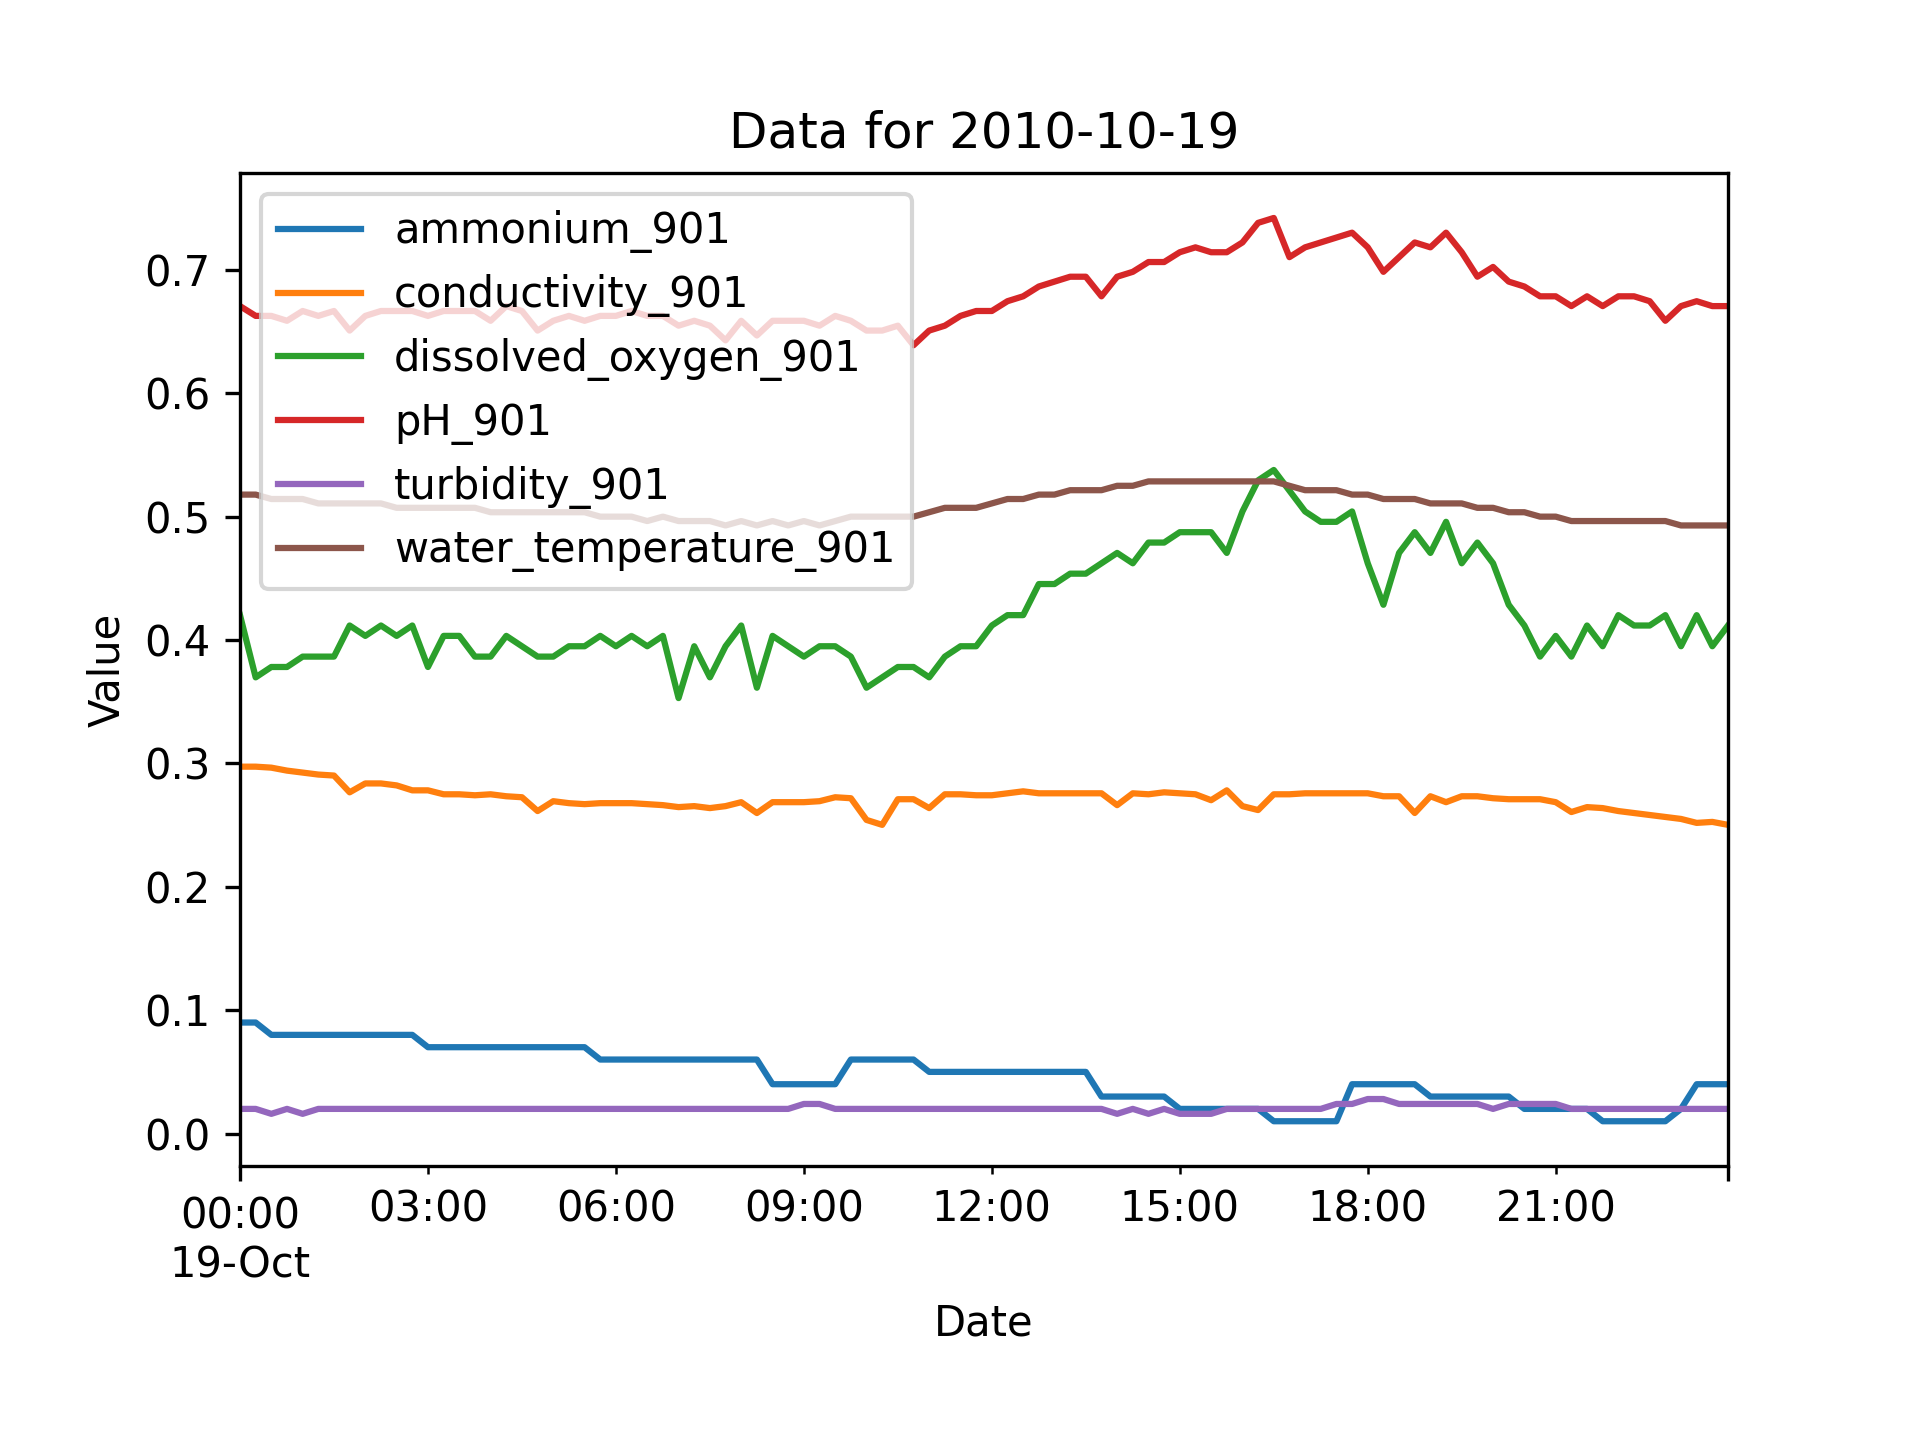 Data for 2010-10-19
ammonium_901
conductivity_901
dissolved_oxygen_901
pH_901
turbidity_901
water_temperature_901
Value
0.7
0.6
0.5
0.4
0.3
0.2
0.1
0.0
00:00 03:00 06:00 09:00 12:00 15:00 18:00 21:00
19-Oct
Date